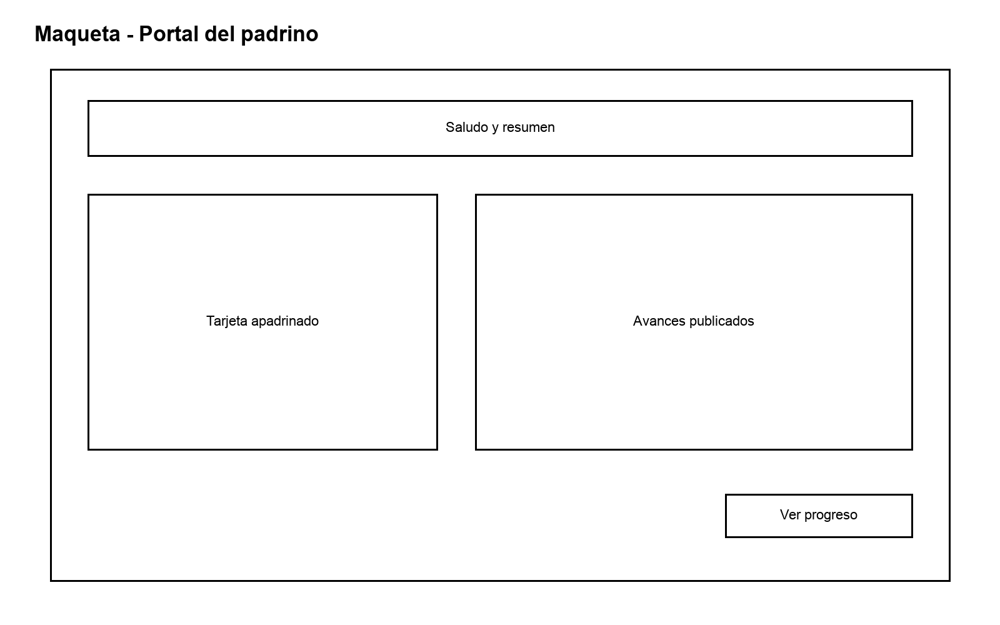 Maqueta - Portal del padrino
Saludo y resumen
Tarjeta apadrinado
Avances publicados
Ver progreso